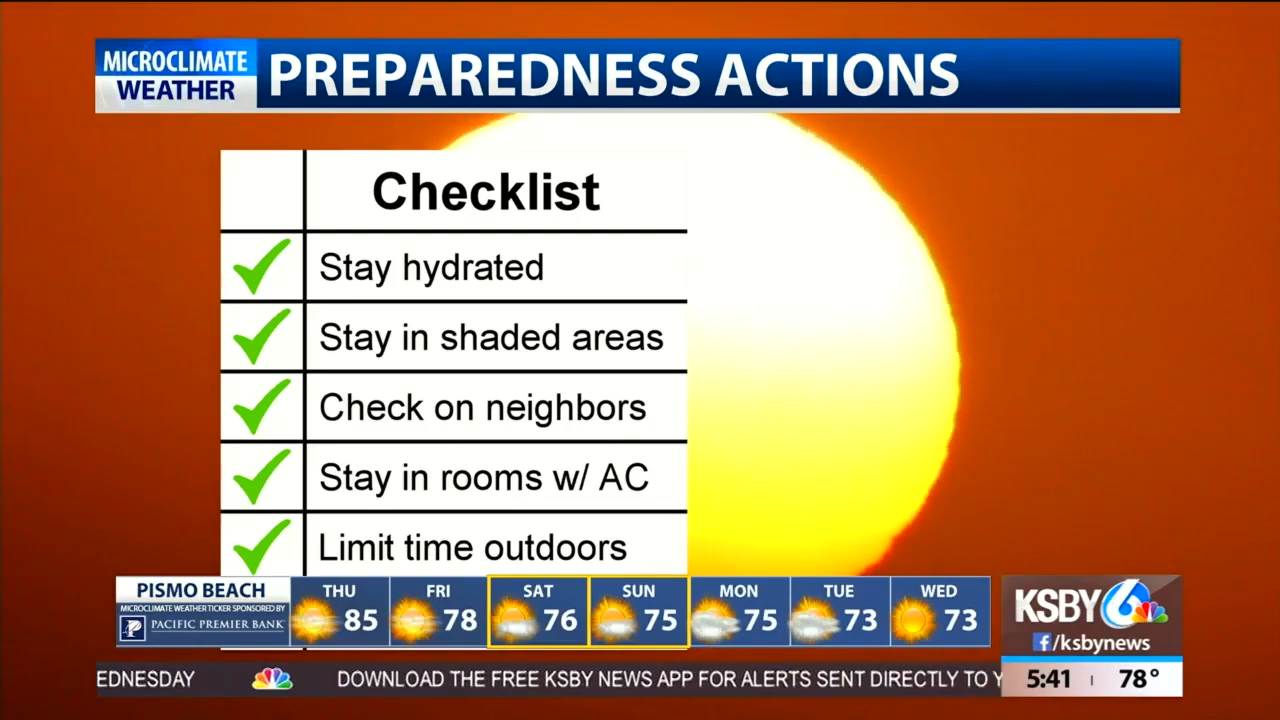 MICROCLIMATE
WEATHER
PREPAREDNESS ACTIONS
Checklist
Stay hydrated
Stay in shaded areas
Check on neighbors
Stay in rooms w/ AC
Limit time outdoors
PISMO BEACH
MICROCLIMATE WEATHER TICKER SPONSORED BY
P PACIFIC PREMIER BANK
THU 85
FRI 78
SAT 76
SUN 75
MON 75
TUE 73
WED 73
KSBY 6
f/ksbynews
EDNESDAY DOWNLOAD THE FREE KSBY NEWS APP FOR ALERTS SENT DIRECTLY TO Y
5:41 78°